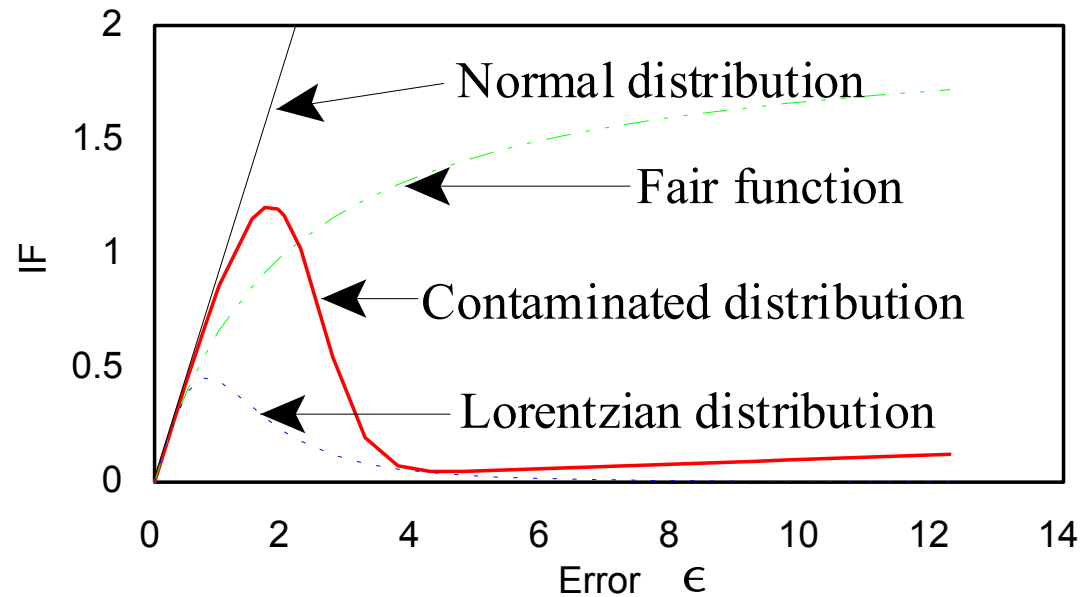 2
Normal distribution
1.5
Fair function
1
IF
Contaminated distribution
0.5
Lorentzian distribution
0
0 2 4 6 8 10 12 14
Error ϵ